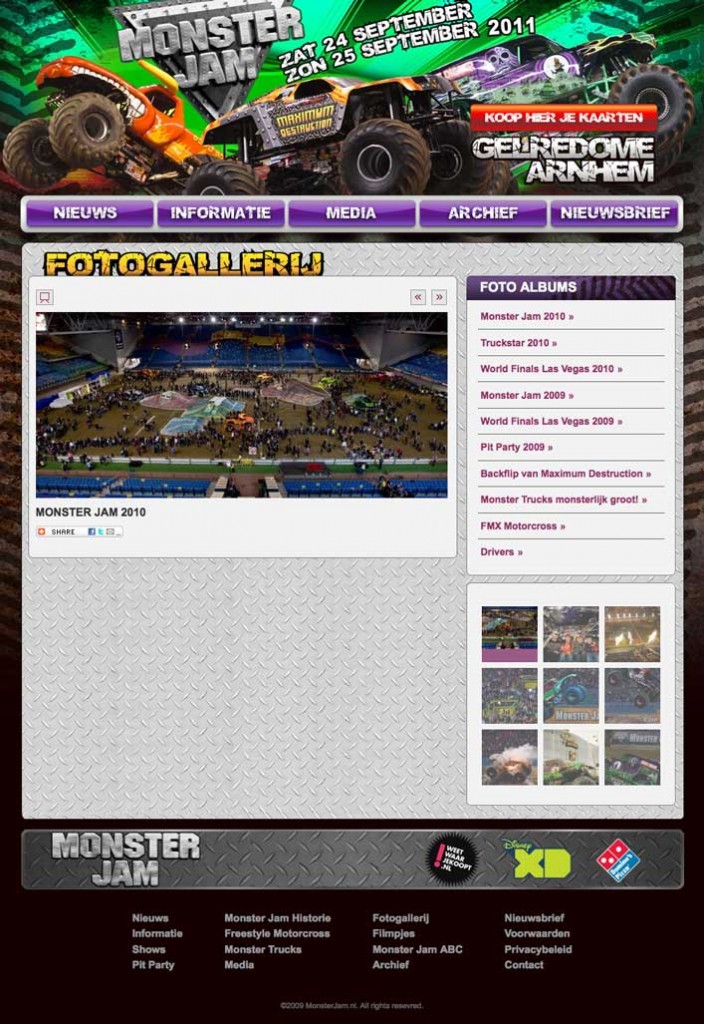 MONSTER
JAM
ZAT 24 SEPTEMBER
ZON 25 SEPTEMBER 2011
MAXIMUM
DESTRUCTION
KOOP HIER JE KAARTEN
GELREDOME
ARNHEM
NIEUWS INFORMATIE MEDIA ARCHIEF NIEUWSBRIEF
FOTOGALLERIJ
« »
MONSTER JAM 2010
SHARE
FOTO ALBUMS
Monster Jam 2010 »
Truckstar 2010 »
World Finals Las Vegas 2010 »
Monster Jam 2009 »
World Finals Las Vegas 2009 »
Pit Party 2009 »
Backflip van Maximum Destruction »
Monster Trucks monsterlijk groot! »
FMX Motorcross »
Drivers »
MONSTER
JAM
WEET
WAAR
JEKOOPT
.NL
Disney
XD
Domino's
Pizza
Nieuws Monster Jam Historie Fotogallerij Nieuwsbrief
Informatie Freestyle Motorcross Filmpjes Voorwaarden
Shows Monster Trucks Monster Jam ABC Privacybeleid
Pit Party Media Archief Contact
©2009 MonsterJam.nl. All rights resevred.